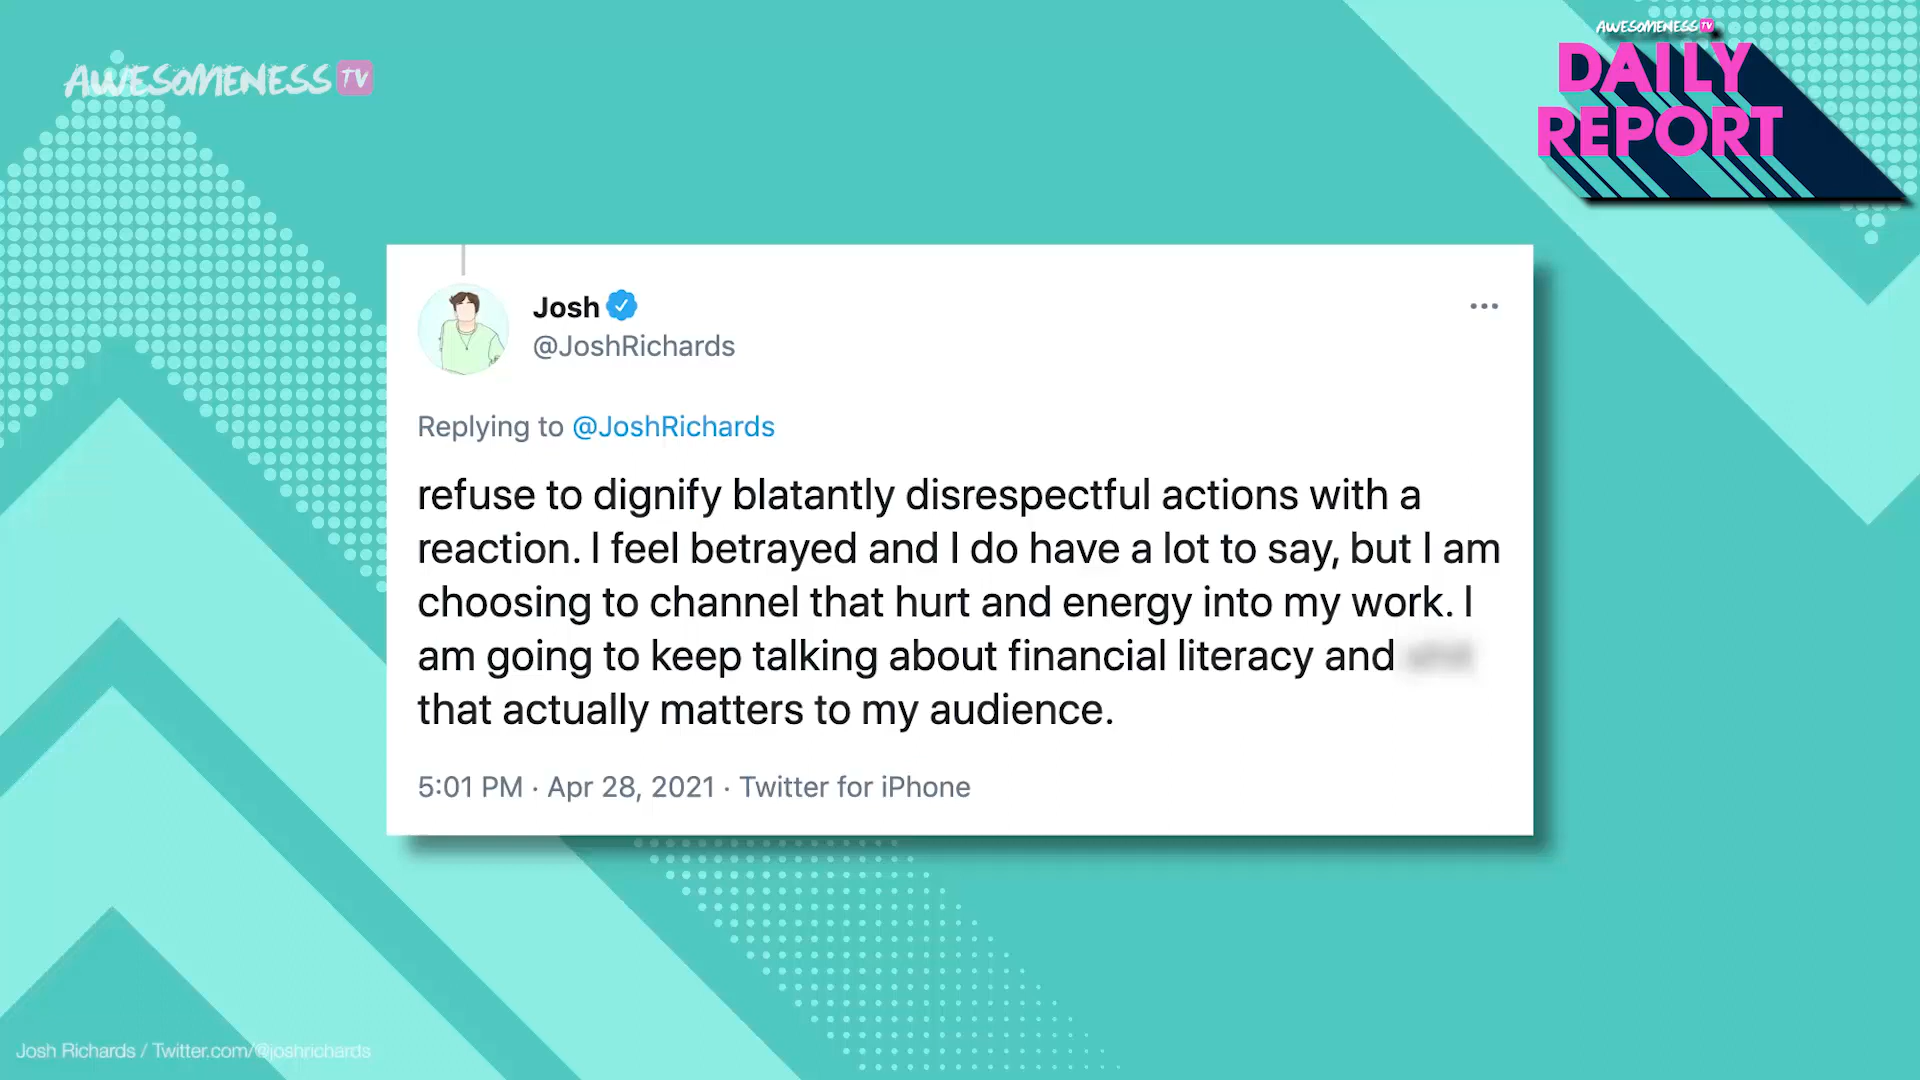 AWESOMENESS TV
AWESOMENESS TV
DAILY
REPORT
Josh
@JoshRichards
Replying to @JoshRichards
refuse to dignify blatantly disrespectful actions with a
reaction. I feel betrayed and I do have a lot to say, but I am
choosing to channel that hurt and energy into my work. I
am going to keep talking about financial literacy and
that actually matters to my audience.
5:01 PM · Apr 28, 2021 · Twitter for iPhone
Josh Richards / Twitter.com/@joshrichards